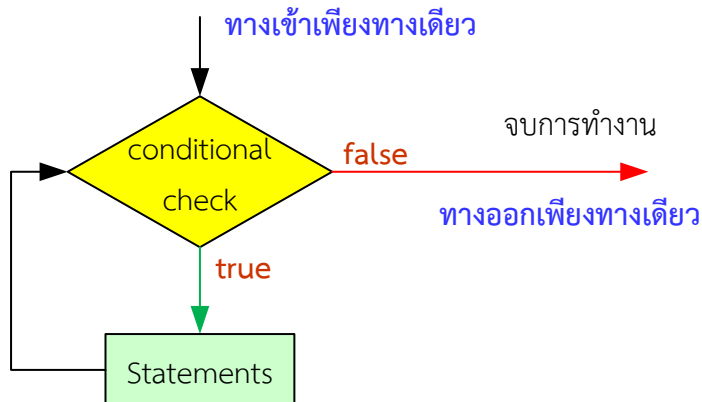 ทางเข้าเพียงทางเดียว
conditional
check
false
จบการทำงาน
ทางออกเพียงทางเดียว
true
Statements